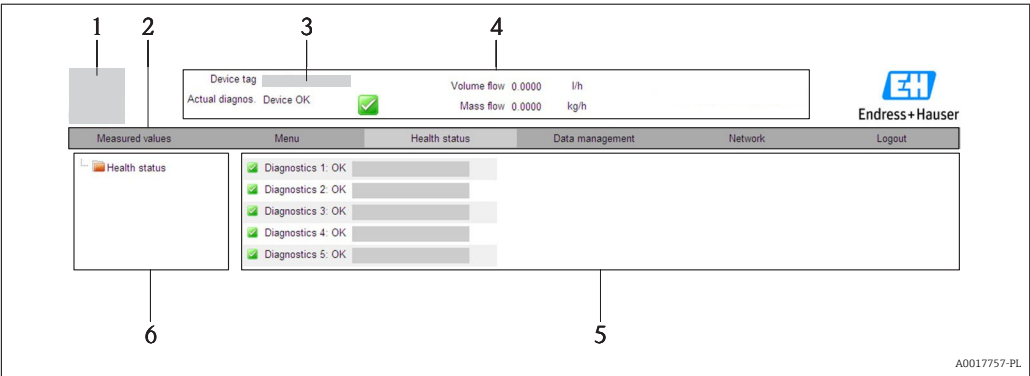 1 2 3 4
Device tag
Volume flow 0.0000 l/h
Actual diagnos. Device OK
Mass flow 0.0000 kg/h
EH
Endress+Hauser
Measured values Menu Health status Data management Network Logout
Health status
Diagnostics 1: OK
Diagnostics 2: OK
Diagnostics 3: OK
Diagnostics 4: OK
Diagnostics 5: OK
6 5
A0017757-PL